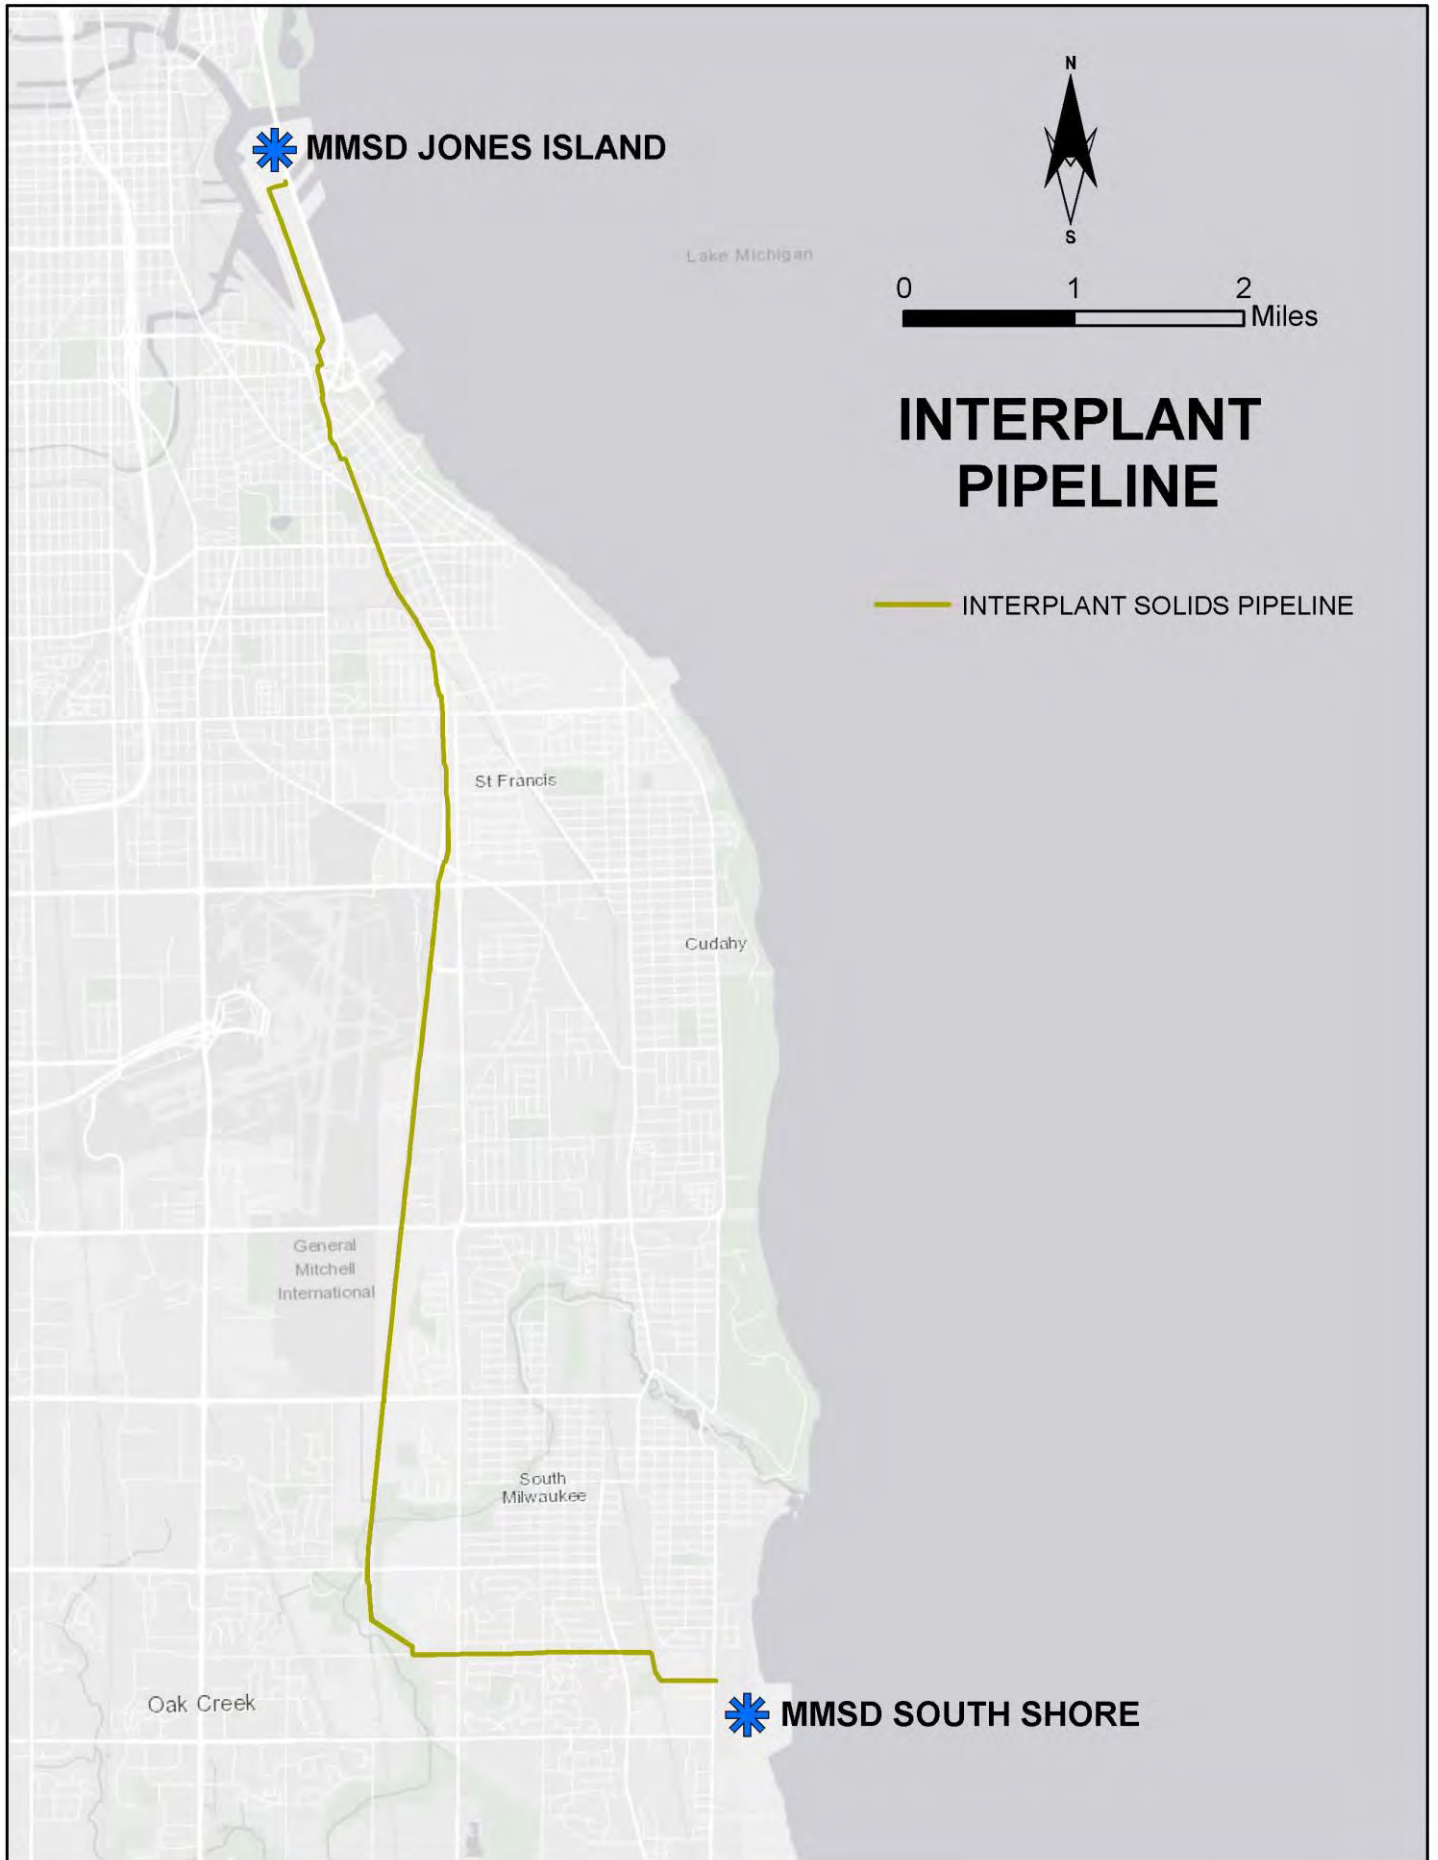 N
MMSD JONES ISLAND
S
Lake Michigan
0 1 2
Miles
INTERPLANT
PIPELINE
INTERPLANT SOLIDS PIPELINE
St Francis
Cudahy
General
Mitchell
International
South
Milwaukee
Oak Creek
MMSD SOUTH SHORE